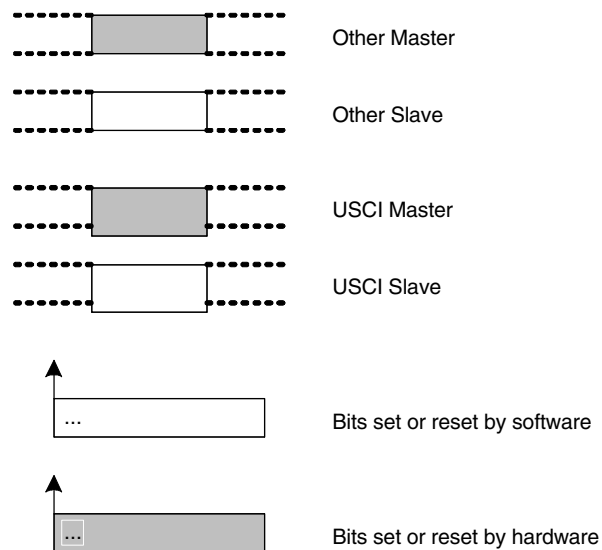 Other Master
Other Slave
USCI Master
USCI Slave
...
Bits set or reset by software
...
Bits set or reset by hardware